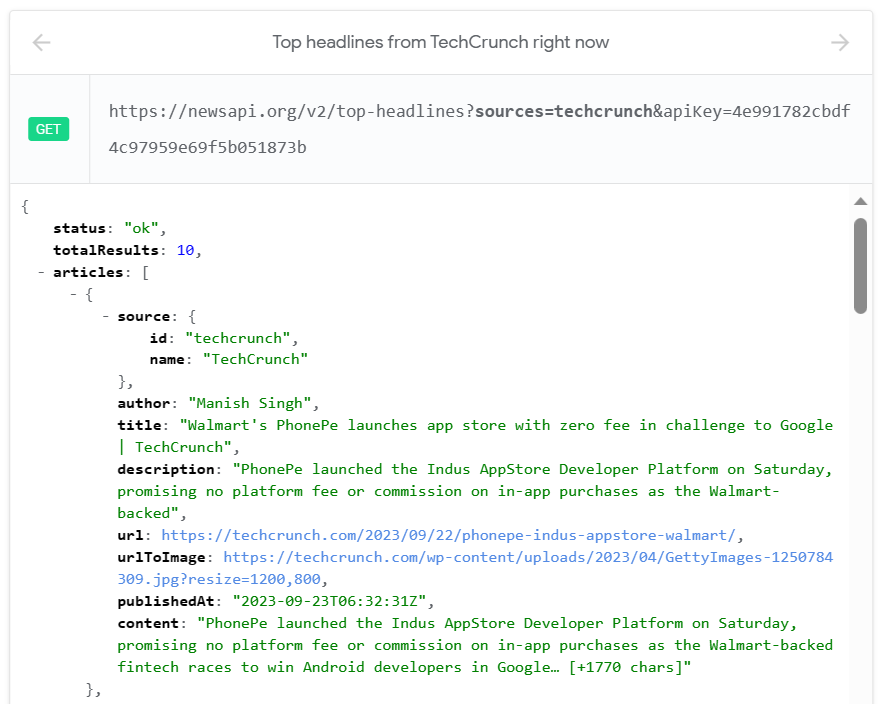 Top headlines from TechCrunch right now
GET
https://newsapi.org/v2/top-headlines?sources=techcrunch&apiKey=4e991782cbdf
4c97959e69f5b051873b
{
status: "ok",
totalResults: 10,
- articles: [
- {
- source: {
id: "techcrunch",
name: "TechCrunch"
},
author: "Manish Singh",
title: "Walmart's PhonePe launches app store with zero fee in challenge to Google
| TechCrunch",
description: "PhonePe launched the Indus AppStore Developer Platform on Saturday,
promising no platform fee or commission on in-app purchases as the Walmart-
backed",
url: https://techcrunch.com/2023/09/22/phonepe-indus-appstore-walmart/,
urlToImage: https://techcrunch.com/wp-content/uploads/2023/04/GettyImages-1250784
309.jpg?resize=1200,800,
publishedAt: "2023-09-23T06:32:31Z",
content: "PhonePe launched the Indus AppStore Developer Platform on Saturday,
promising no platform fee or commission on in-app purchases as the Walmart-backed
fintech races to win Android developers in Google… [+1770 chars]"
},